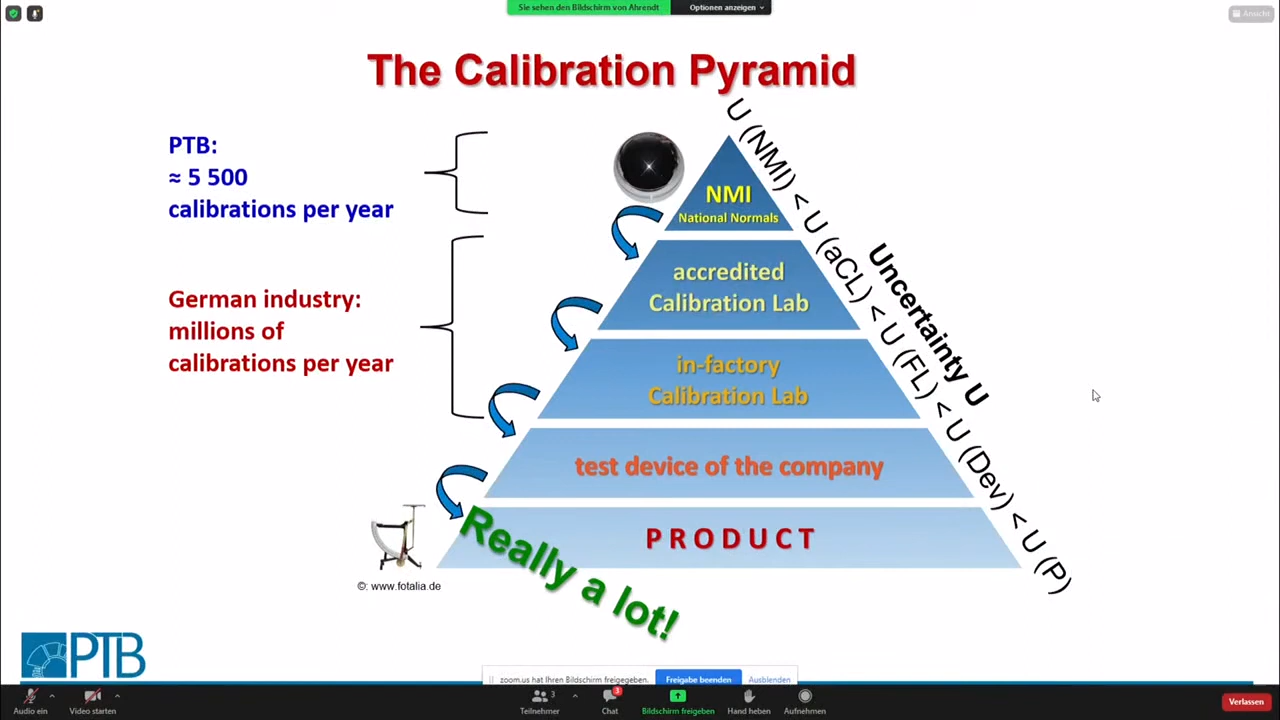 Sie sehen den Bildschirm von Ahrendt
Optionen anzeigen
Ansicht
The Calibration Pyramid
PTB:
≈ 5 500
calibrations per year
German industry:
millions of
calibrations per year
NMI
National Normals
accredited
Calibration Lab
in-factory
Calibration Lab
test device of the company
PRODUCT
U (NMI) < U (aCL) < U (FL) < U (Dev) < U (P)
Uncertainty U
Really a lot!
©: www.fotalia.de
PTB
zoom.us hat Ihren Bildschirm freigegeben.
Freigabe beenden
Ausblenden
Audio ein
Video starten
3
Teilnehmer
3
Chat
Bildschirm freigeben
Hand heben
Aufnehmen
Verlassen